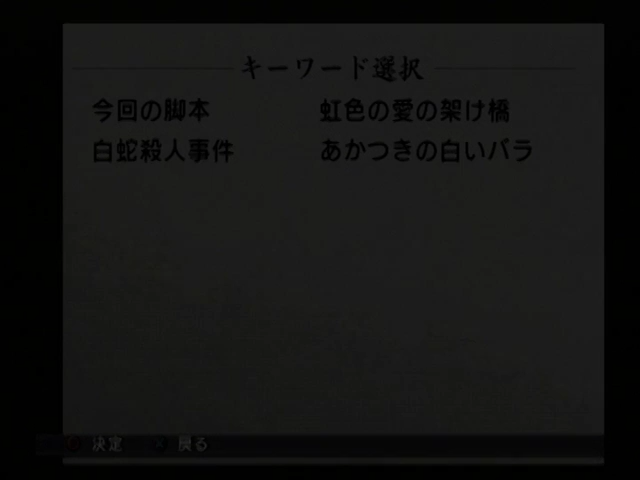 キーワード選択
今回の脚本 虹色の愛の架け橋
白蛇殺人事件 あかつきの白いバラ
決定 戻る